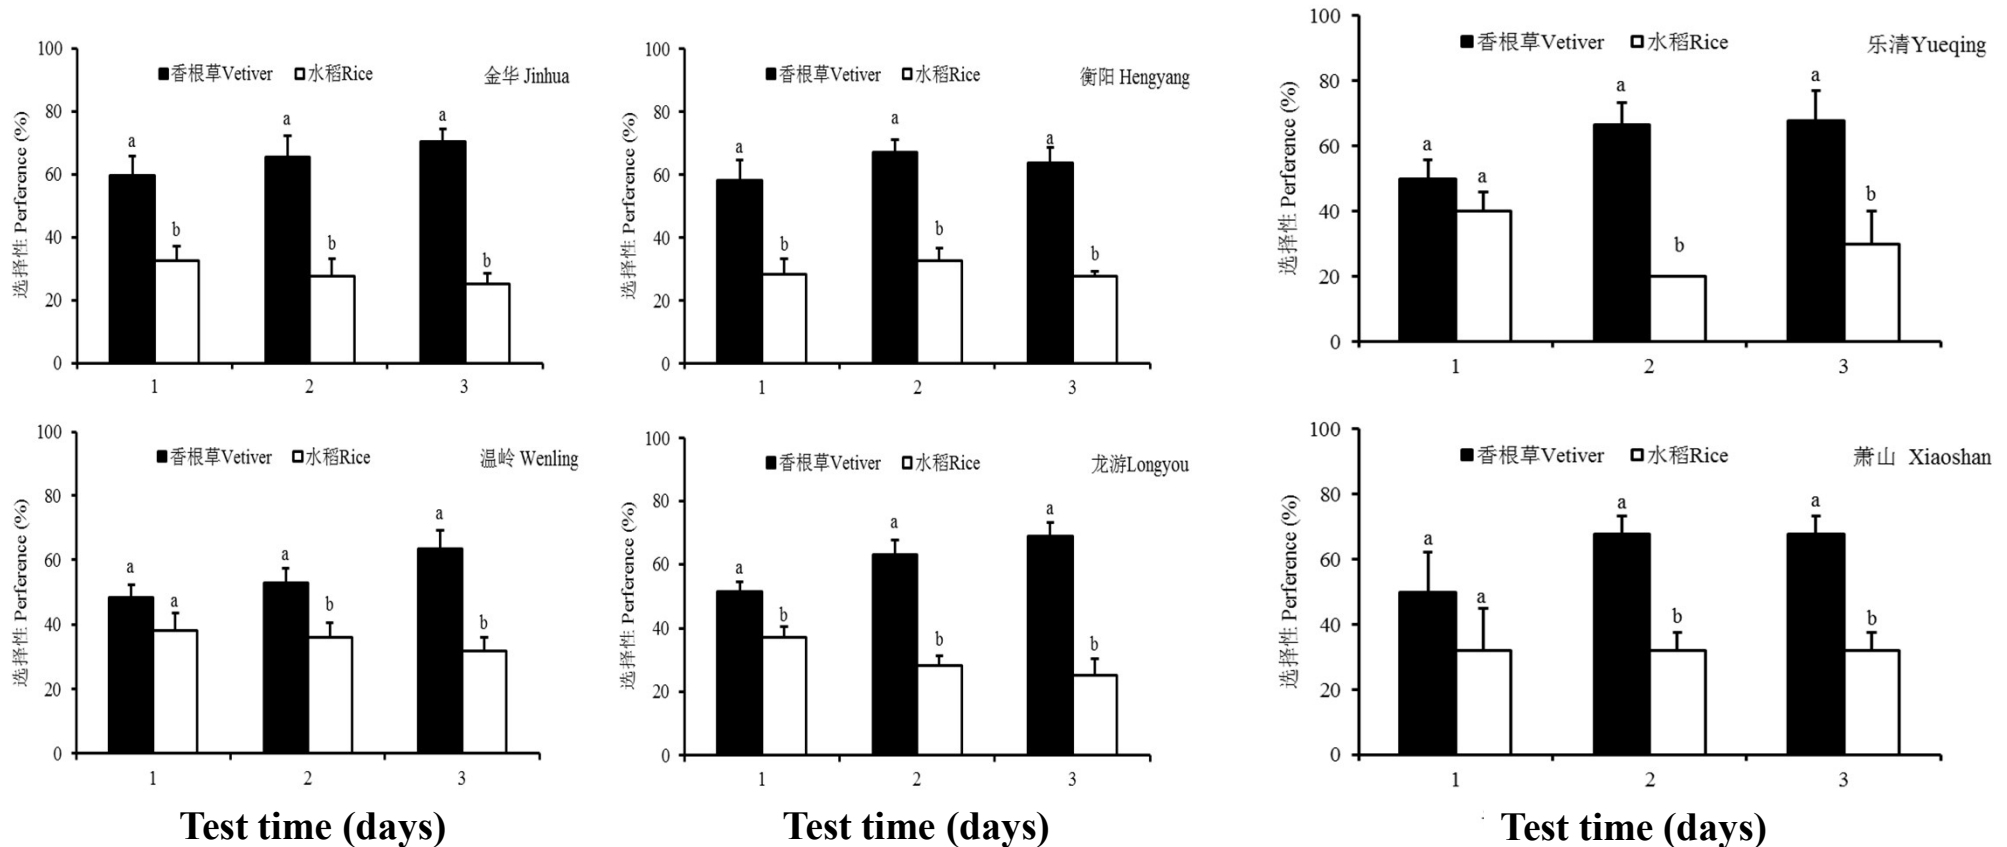 100
80
60
40
20
0
选择性 Perference (%)
香根草Vetiver 水稻Rice
金华 Jinhua
a
b
a
b
a
b
1 2 3
100
80
60
40
20
0
选择性 Perference (%)
香根草Vetiver 水稻Rice
衡阳 Hengyang
a
b
a
b
a
b
1 2 3
100
80
60
40
20
0
选择性 Perference (%)
香根草Vetiver 水稻Rice
乐清Yueqing
a
a
a
b
a
b
1 2 3
100
80
60
40
20
0
选择性 Perference (%)
香根草Vetiver 水稻Rice
温岭 Wenling
a
a
a
b
a
b
1 2 3
Test time (days)
100
80
60
40
20
0
选择性 Perference (%)
香根草Vetiver 水稻Rice
龙游Longyou
a
b
a
b
a
b
1 2 3
Test time (days)
100
80
60
40
20
0
选择性 Perference (%)
香根草Vetiver 水稻Rice
萧山 Xiaoshan
a
a
a
b
a
b
1 2 3
Test time (days)